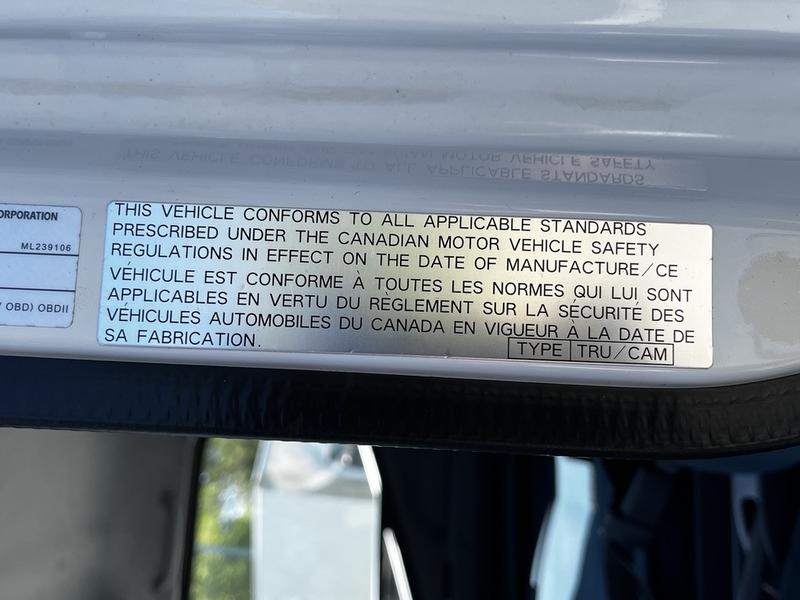 CORPORATION
ML239106
OBD) OBDII
THIS VEHICLE CONFORMS TO ALL APPLICABLE STANDARDS
PRESCRIBED UNDER THE CANADIAN MOTOR VEHICLE SAFETY
REGULATIONS IN EFFECT ON THE DATE OF MANUFACTURE/CE
VÉHICULE EST CONFORME À TOUTES LES NORMES QUI LUI SONT
APPLICABLES EN VERTU DU RÈGLEMENT SUR LA SÉCURITÉ DES
VÉHICULES AUTOMOBILES DU CANADA EN VIGUEUR À LA DATE DE
SA FABRICATION.
TYPE TRU/CAM